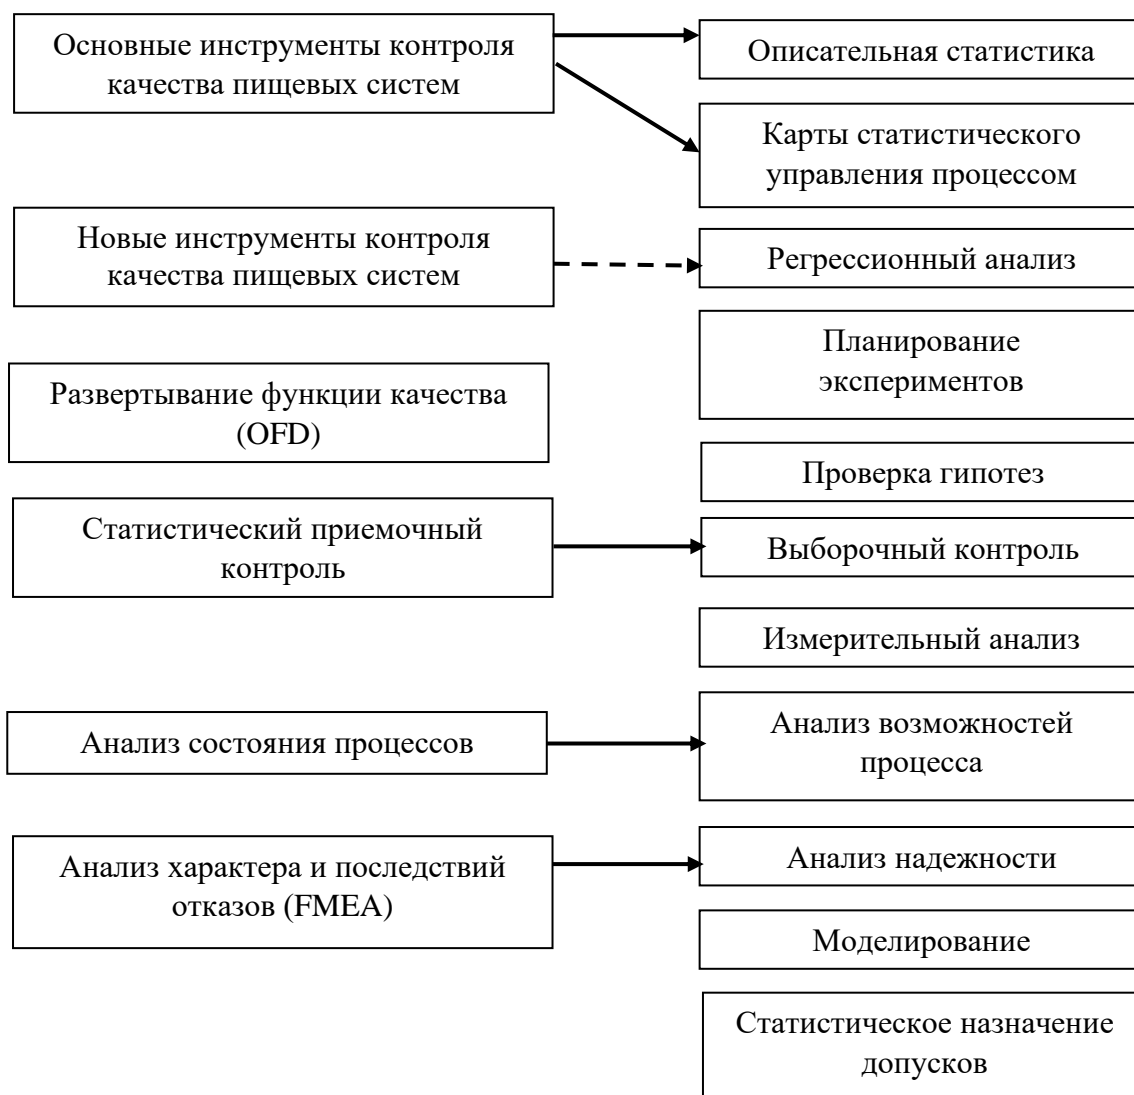 Основные инструменты контроля
качества пищевых систем
Описательная статистика
Карты статистического
управления процессом
Новые инструменты контроля
качества пищевых систем
Регрессионный анализ
Планирование
экспериментов
Развертывание функции качества
(OFD)
Проверка гипотез
Статистический приемочный
контроль
Выборочный контроль
Измерительный анализ
Анализ состояния процессов
Анализ возможностей
процесса
Анализ характера и последствий
отказов (FMEA)
Анализ надежности
Моделирование
Статистическое назначение
допусков